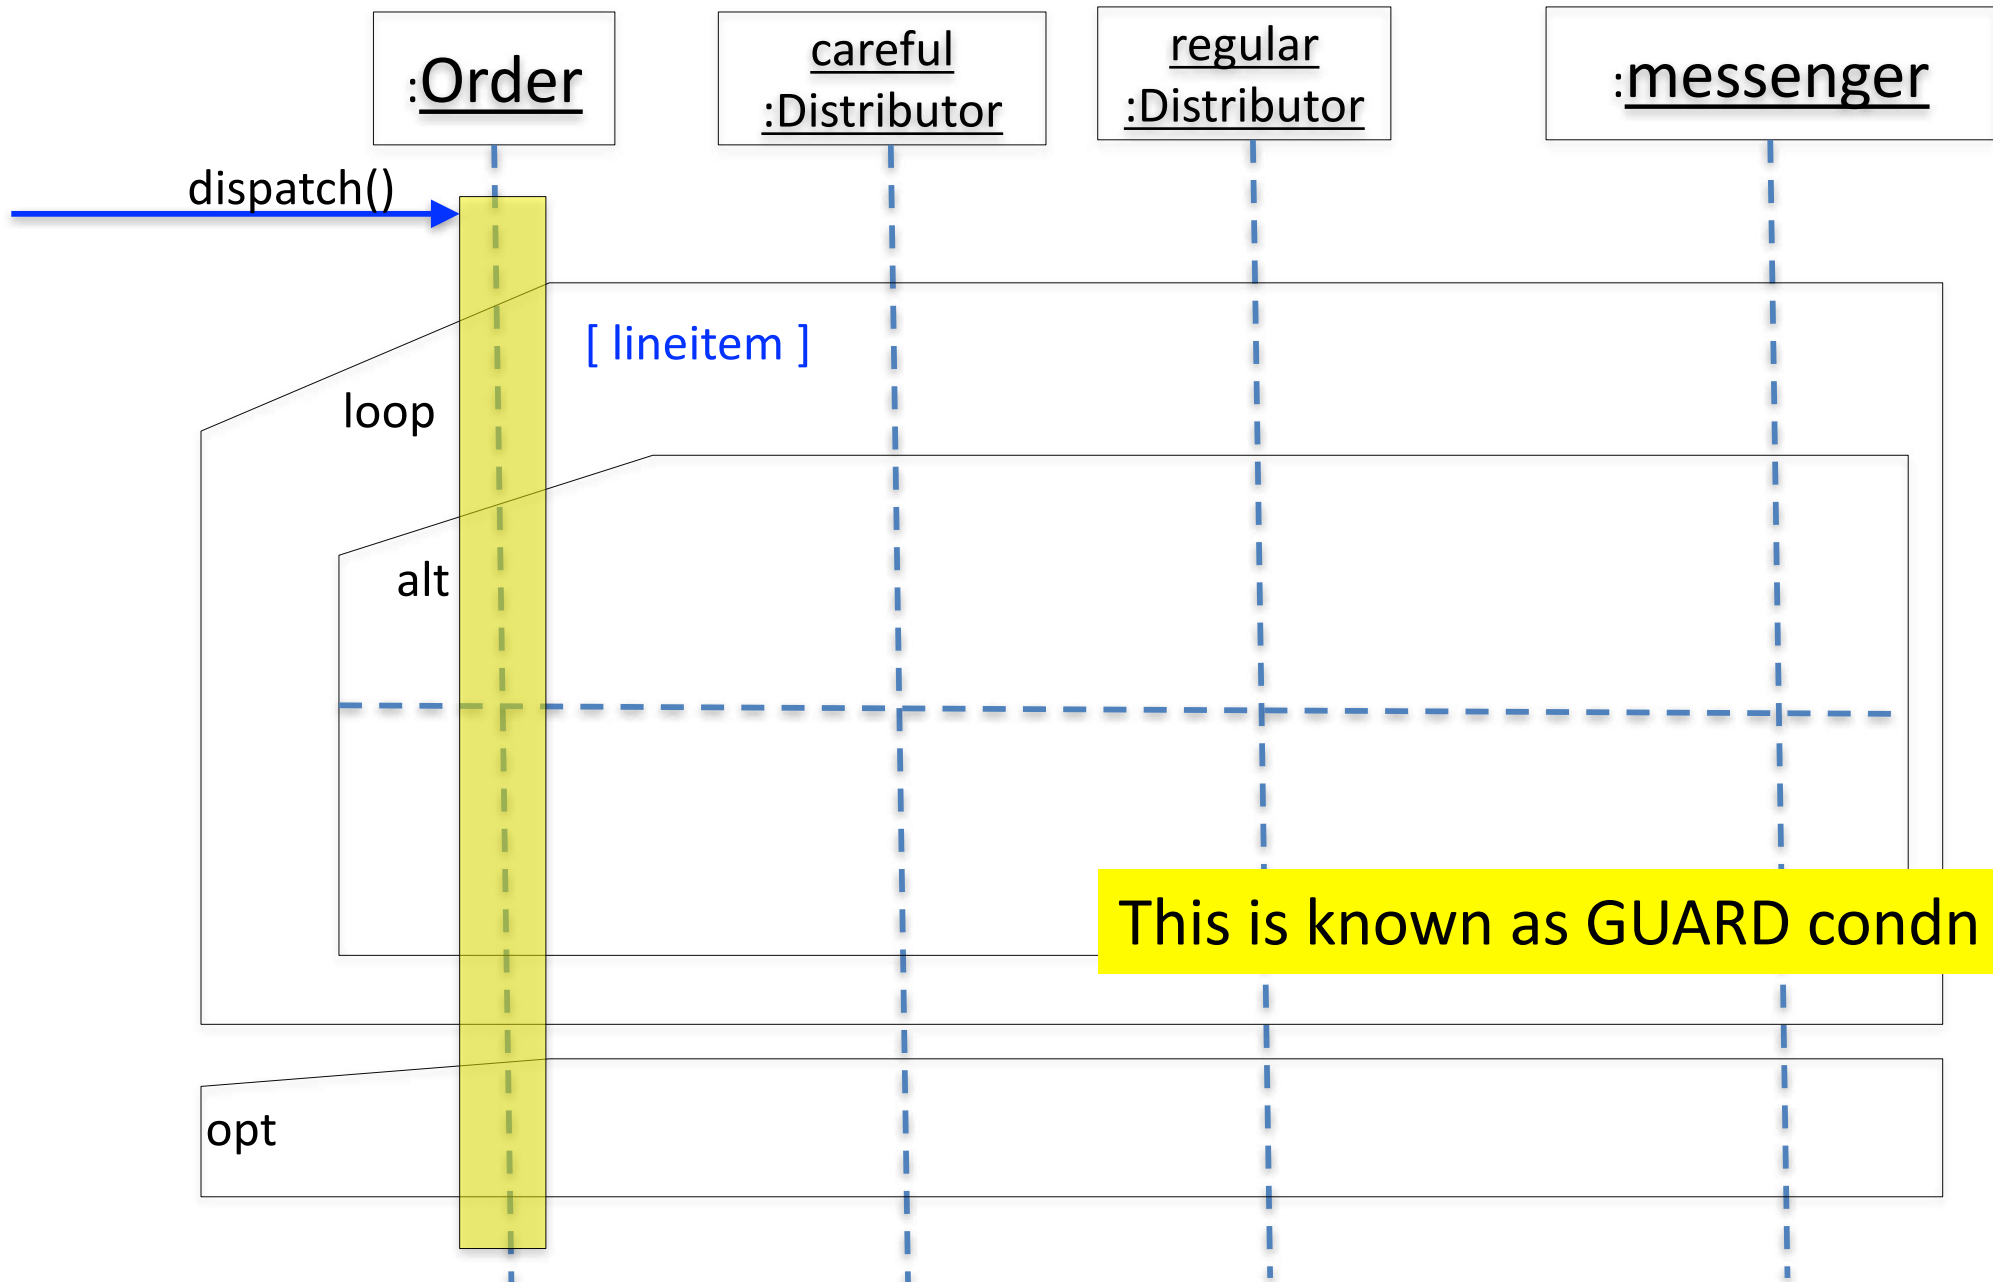 :Order
careful
:Distributor
regular
:Distributor
:messenger
dispatch()
[ lineitem ]
loop
alt
This is known as GUARD condn
opt